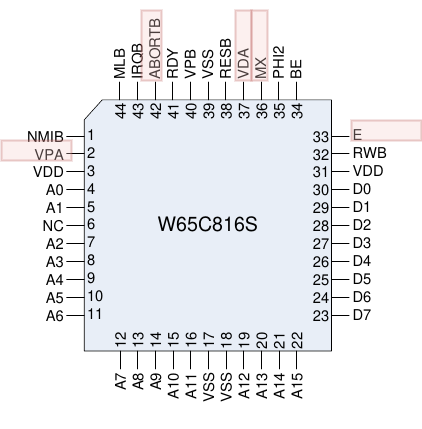 MLB IRQB ABORTB RDY VPB VSS RESB VDA MX PHI2 BE
44 43 42 41 40 39 38 37 36 35 34
NMIB 1 33 E
VPA 2 32 RWB
VDD 3 31 VDD
A0 4 30 D0
A1 5 29 D1
NC 6 W65C816S 28 D2
A2 7 27 D3
A3 8 26 D4
A4 9 25 D5
A5 10 24 D6
A6 11 23 D7
12 13 14 15 16 17 18 19 20 21 22
A7 A8 A9 A10 A11 VSS VSS A12 A13 A14 A15